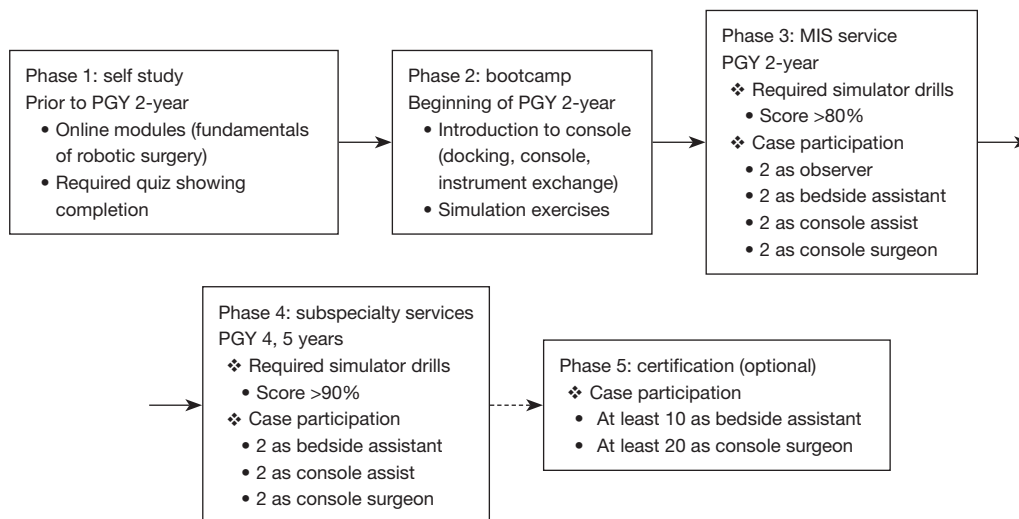 Phase 1: self study
Prior to PGY 2-year
• Online modules (fundamentals
of robotic surgery)
• Required quiz showing
completion
Phase 2: bootcamp
Beginning of PGY 2-year
• Introduction to console
(docking, console,
instrument exchange)
• Simulation exercises
Phase 3: MIS service
PGY 2-year
❖ Required simulator drills
• Score >80%
❖ Case participation
• 2 as observer
• 2 as bedside assistant
• 2 as console assist
• 2 as console surgeon
Phase 4: subspecialty services
PGY 4, 5 years
❖ Required simulator drills
• Score >90%
❖ Case participation
• 2 as bedside assistant
• 2 as console assist
• 2 as console surgeon
Phase 5: certification (optional)
❖ Case participation
• At least 10 as bedside assistant
• At least 20 as console surgeon